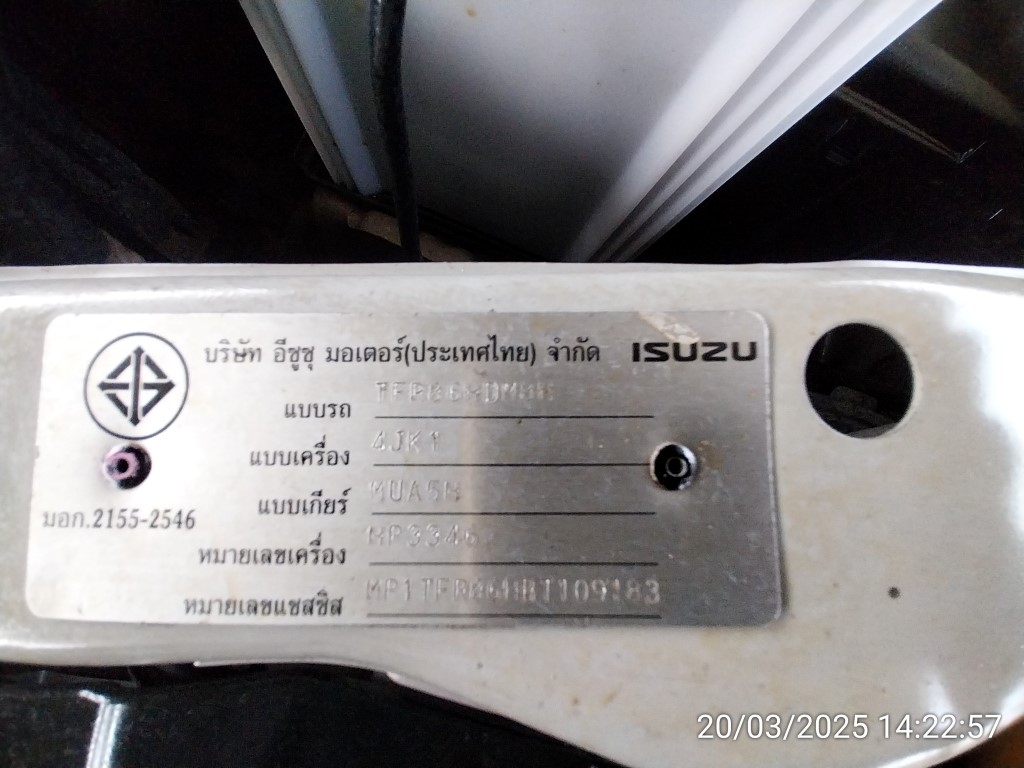 บริษัท อีซูซุ มอเตอร์(ประเทศไทย) จำกัด ISUZU
แบบรถ
แบบเครื่อง 4JK1
แบบเกียร์ MUA5H
มอก.2155-2546
หมายเลขเครื่อง
หมายเลขแชสซิส
20/03/2025 14:22:57